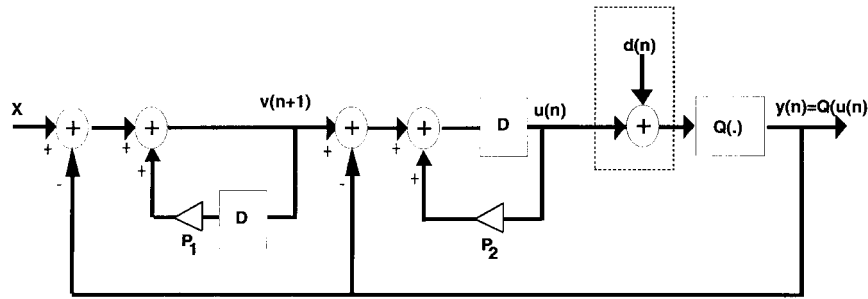 d(n)
X
v(n+1)
u(n)
y(n)=Q(u(n)
+
+
+
+
D
+
Q(.)
+
+
+
+
+
+
-
-
D
P1
P2